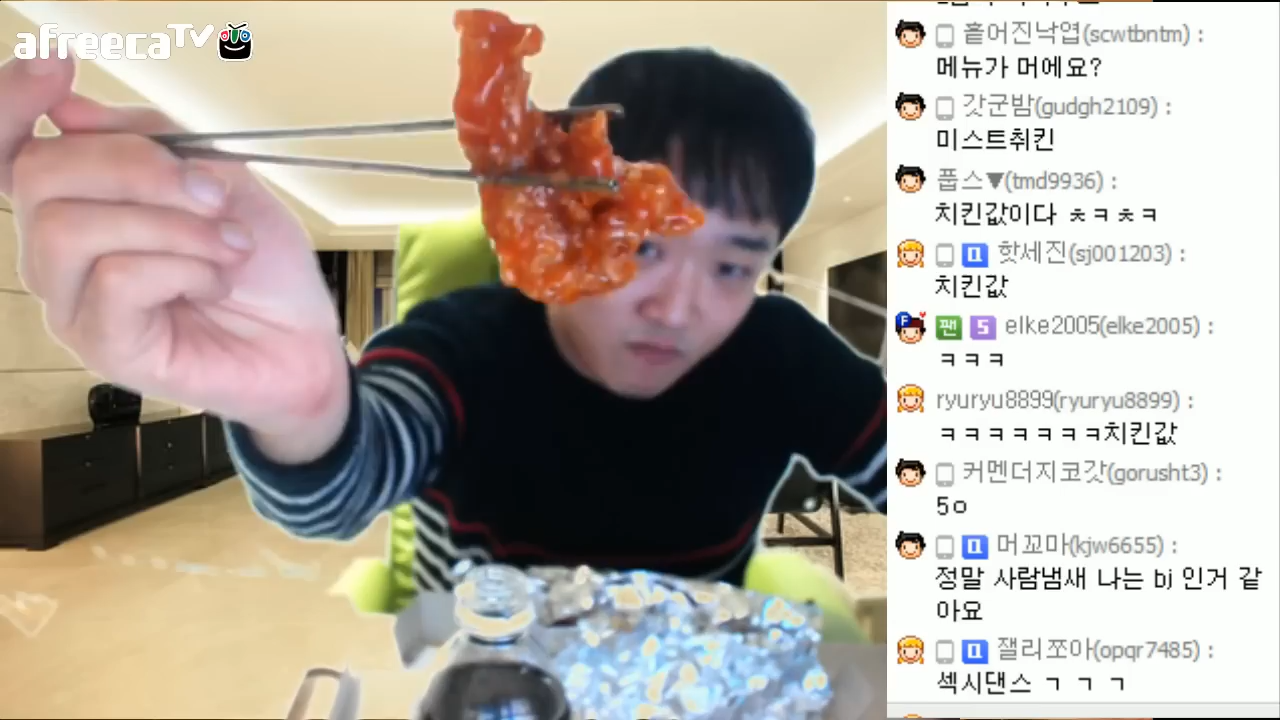 afreecaTV
흩어진낙엽(scwtbntm) :
메뉴가 머에요?
갓군밤(gudgh2109) :
미스트취킨
풉스▼(tmd9936) :
치킨값이다 ㅊㅋㅊㅋ
핫세진(sj001203) :
치킨값
팬 S elke2005(elke2005) :
ㅋㅋㅋ
ryuryu8899(ryuryu8899) :
ㅋㅋㅋㅋㅋㅋㅋ치킨값
커멘더지코갓(gorusht3) :
5ㅇ
머꼬마(kjw6655) :
정말 사람냄새 나는 bj 인거 같
아요
잴리쪼아(opqr7485) :
섹시댄스 ㄱ ㄱ ㄱ